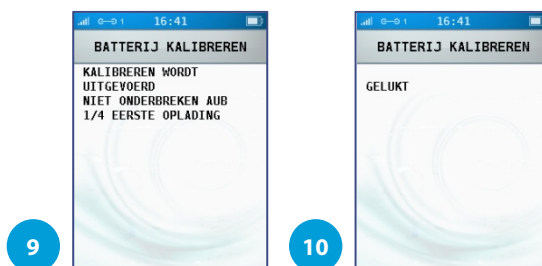 16:41
BATTERIJ KALIBREREN
KALIBREREN WORDT
UITGEVOERD
NIET ONDERBREKEN AUB
1/4 EERSTE OPLADING
9
1 16:41
BATTERIJ KALIBREREN
GELUKT
10